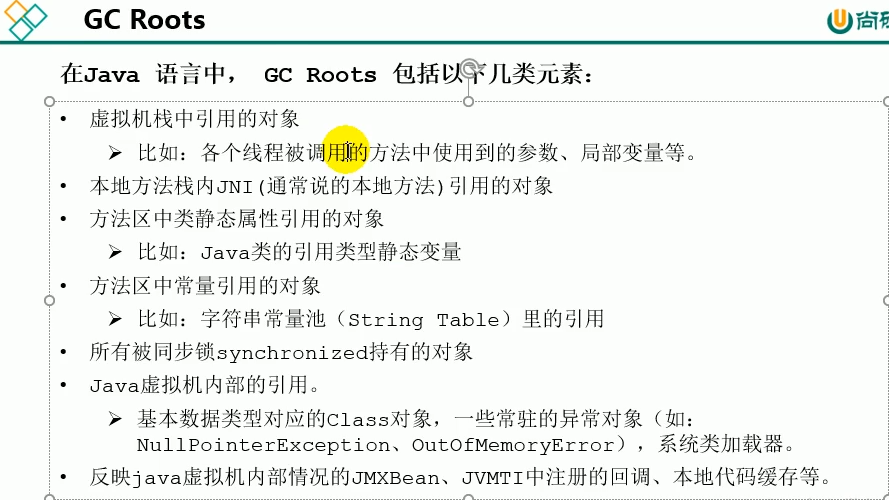 GC Roots
在Java 语言中， GC Roots 包括以下几类元素：
• 虚拟机栈中引用的对象
➢ 比如：各个线程被调用的方法中使用到的参数、局部变量等。
• 本地方法栈内JNI(通常说的本地方法)引用的对象
• 方法区中类静态属性引用的对象
➢ 比如：Java类的引用类型静态变量
• 方法区中常量引用的对象
➢ 比如：字符串常量池（String Table）里的引用
• 所有被同步锁synchronized持有的对象
• Java虚拟机内部的引用。
➢ 基本数据类型对应的Class对象，一些常驻的异常对象（如：
NullPointerException、OutOfMemoryError），系统类加载器。
• 反映java虚拟机内部情况的JMXBean、JVMTI中注册的回调、本地代码缓存等。